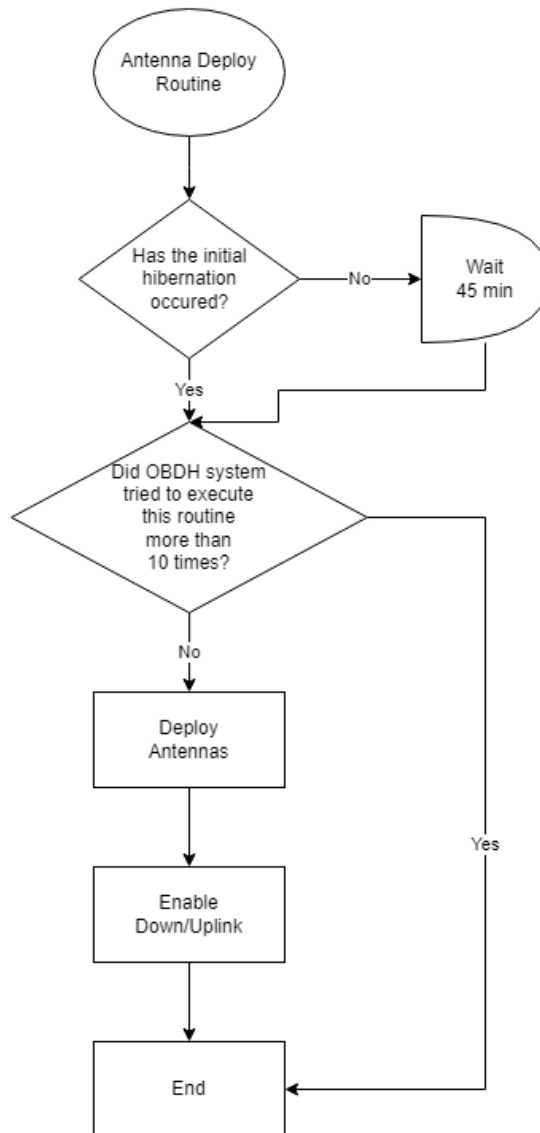 Antenna Deploy
Routine
Has the initial
hibernation
occured?
No
Wait
45 min
Yes
Did OBDH system
tried to execute
this routine
more than
10 times?
No
Deploy
Antennas
Yes
Enable
Down/Uplink
End